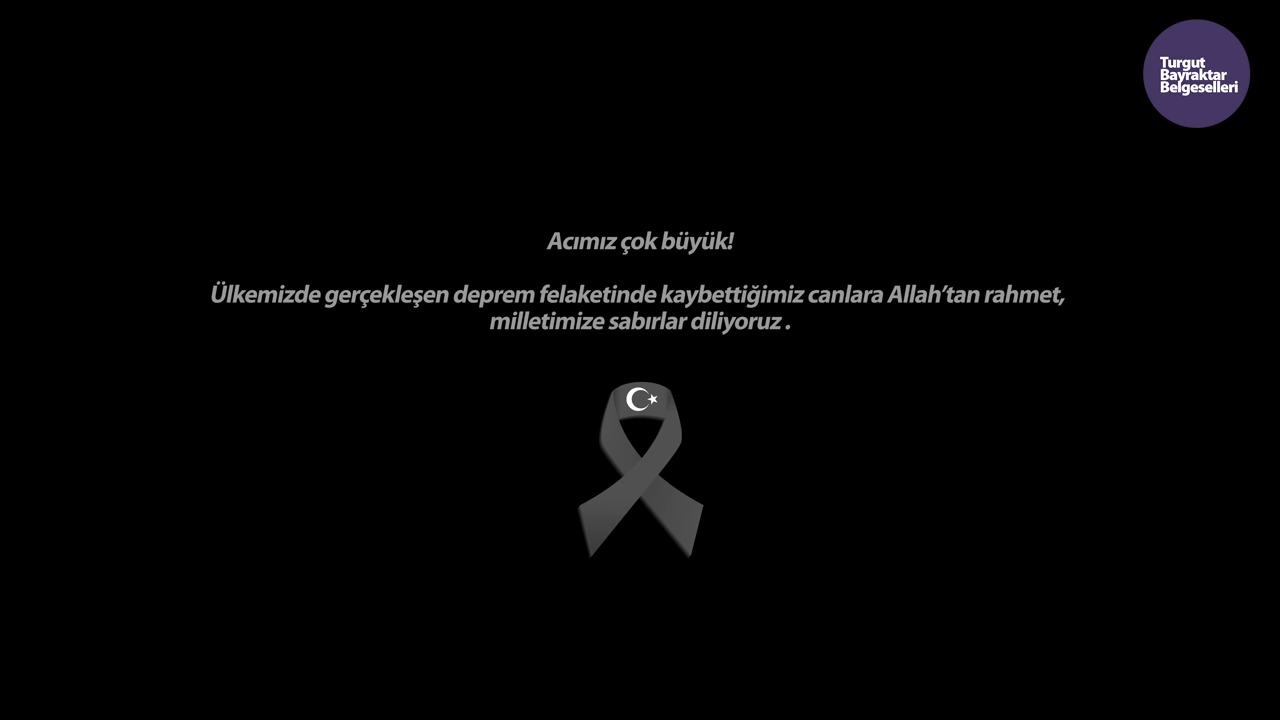 Turgut
Bayraktar
Belgeselleri
Acımız çok büyük!
Ülkemizde gerçekleşen deprem felaketinde kaybettiğimiz canlara Allah’tan rahmet,
milletimize sabırlar diliyoruz .